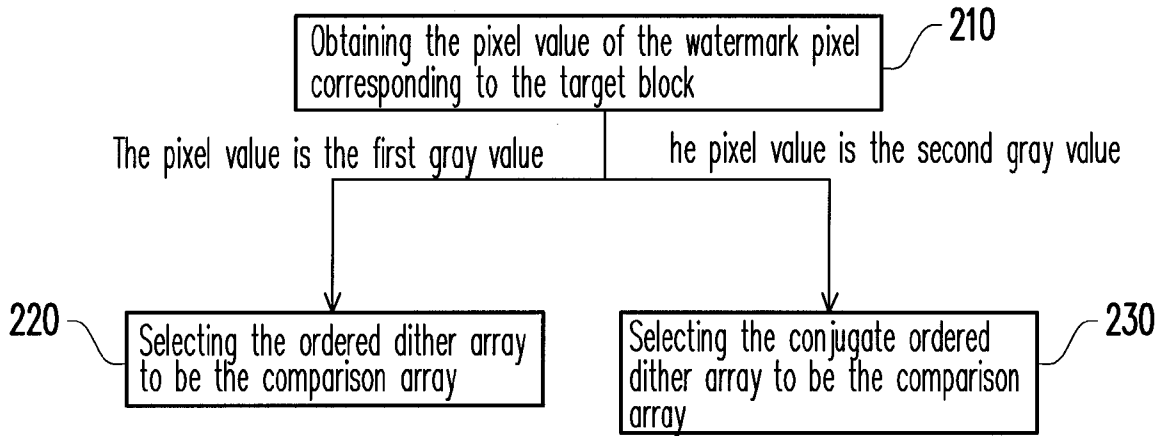 Obtaining the pixel value of the watermark pixel
corresponding to the target block
210
The pixel value is the first gray value
he pixel value is the second gray value
220
Selecting the ordered dither array
to be the comparison array
Selecting the conjugate ordered
dither array to be the comparison
array
230